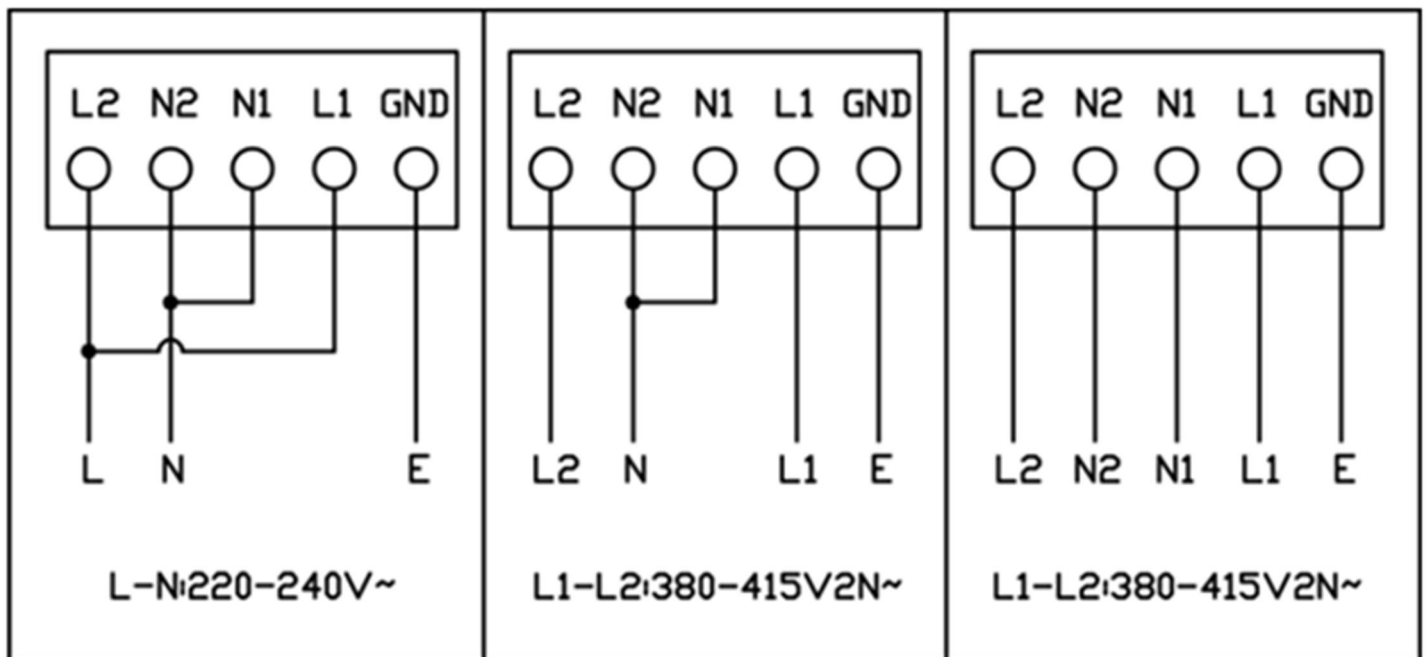 L2 N2 N1 L1 GND
L N E
L-N:220-240V~
L2 N2 N1 L1 GND
L2 N L1 E
L1-L2:380-415V2N~
L2 N2 N1 L1 GND
L2 N2 N1 L1 E
L1-L2:380-415V2N~